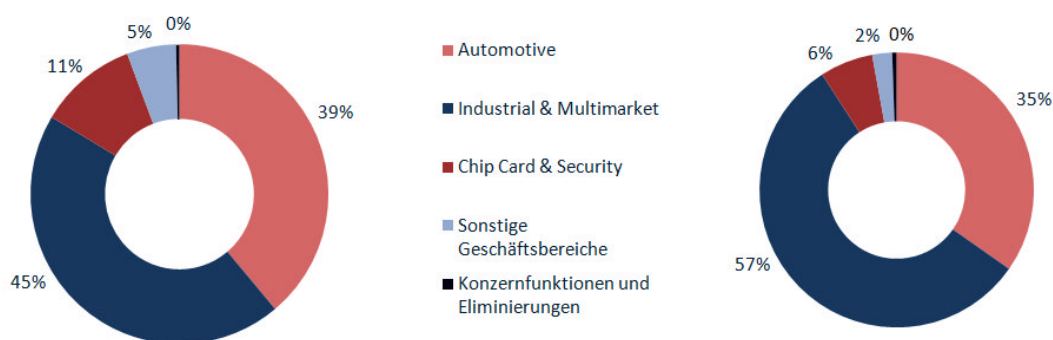 0%
5%
11%
39%
45%
Automotive
Industrial & Multimarket
Chip Card & Security
Sonstige
Geschäftsbereiche
Konzernfunktionen und
Eliminierungen
0%
2%
6%
35%
57%